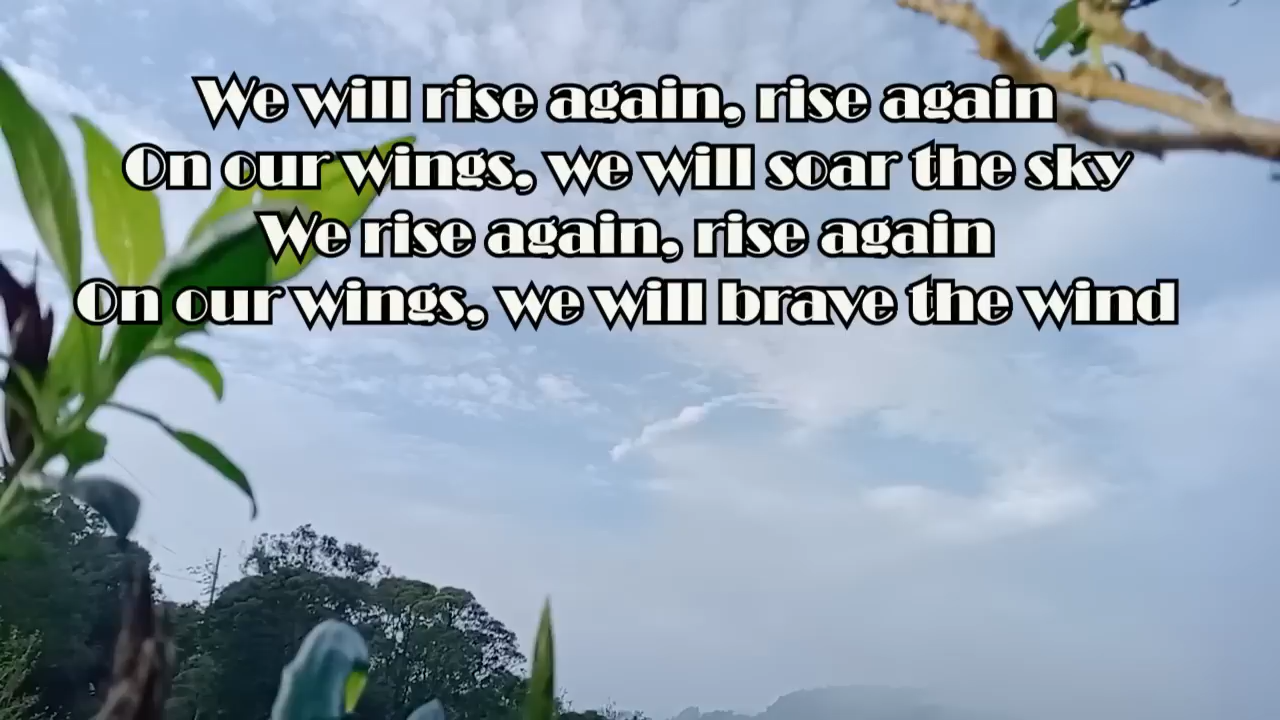 We will rise again, rise again
On our wings, we will soar the sky
We rise again, rise again
On our wings, we will brave the wind